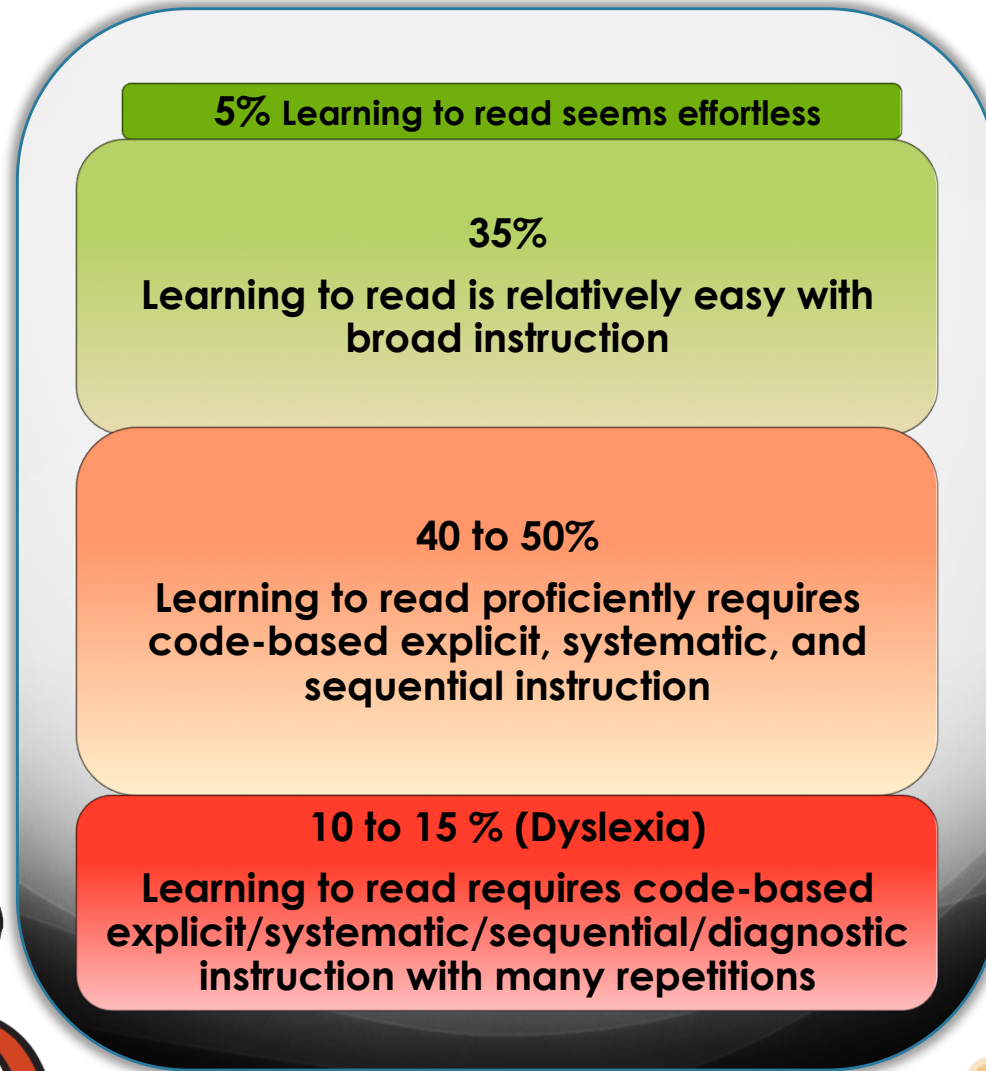 5% Learning to read seems effortless
35%
Learning to read is relatively easy with
broad instruction
40 to 50%
Learning to read proficiently requires
code-based explicit, systematic, and
sequential instruction
10 to 15 % (Dyslexia)
Learning to read requires code-based
explicit/systematic/sequential/diagnostic
instruction with many repetitions